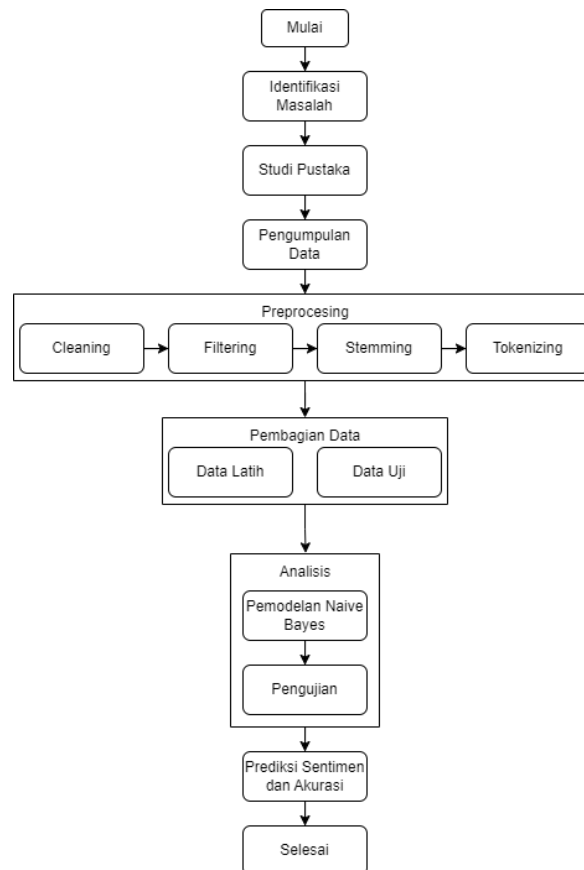 Mulai
Identifikasi
Masalah
Studi Pustaka
Pengumpulan
Data
Preprocesing
Cleaning
Filtering
Stemming
Tokenizing
Pembagian Data
Data Latih
Data Uji
Analisis
Pemodelan Naive
Bayes
Pengujian
Prediksi Sentimen
dan Akurasi
Selesai